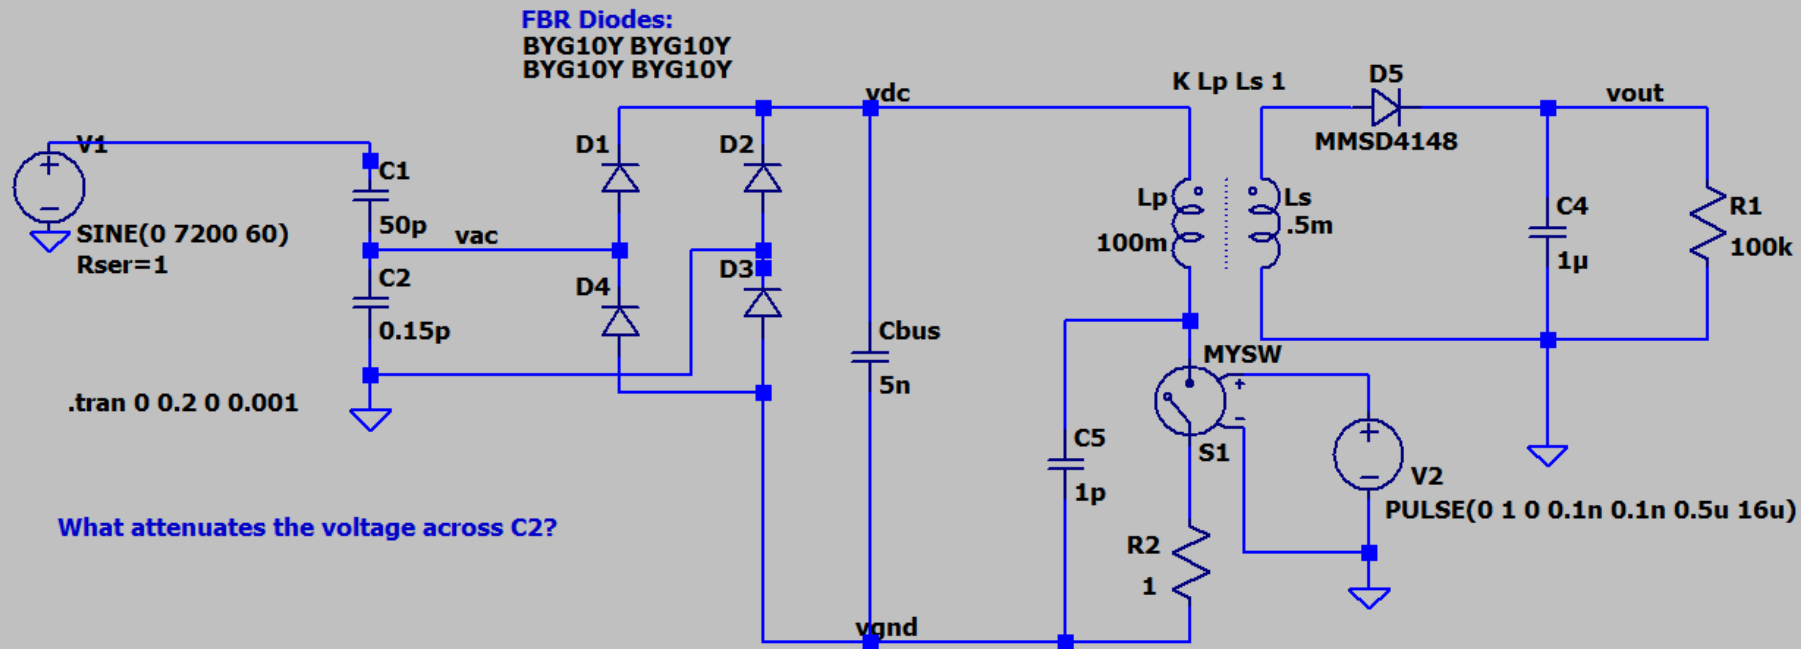 FBR Diodes:
BYG10Y BYG10Y
BYG10Y BYG10Y
V1
SINE(0 7200 60)
Rser=1
C1
50p
vac
C2
0.15p
.tran 0 0.2 0 0.001
What attenuates the voltage across C2?
D1
D2
D4
D3
vdc
Cbus
5n
vgnd
K Lp Ls 1
Lp
100m
Ls
.5m
D5
MMSD4148
vout
C4
1µ
R1
100k
MYSW
+
−
S1
C5
1p
R2
1
V2
PULSE(0 1 0 0.1n 0.1n 0.5u 16u)